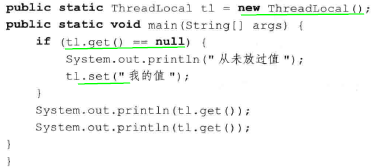 public static ThreadLocal tl = new ThreadLocal();
public static void main(String[] args) {
if (tl.get() == null) {
System.out.println("从未放过值");
tl.set("我的值");
}
System.out.println(tl.get());
System.out.println(tl.get());
}
}